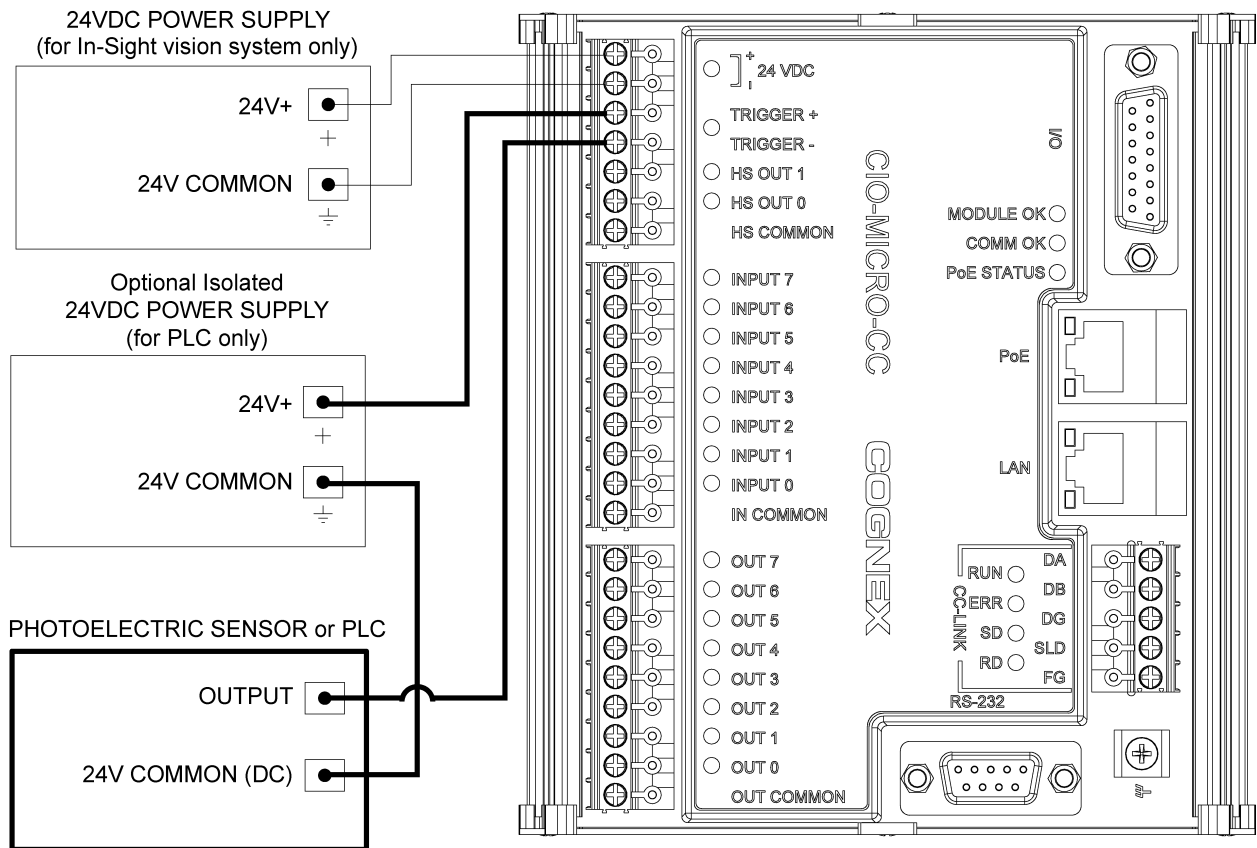 24VDC POWER SUPPLY
(for In-Sight vision system only)
24V+
+
24V COMMON
Optional Isolated
24VDC POWER SUPPLY
(for PLC only)
24V+
+
24V COMMON
PHOTOELECTRIC SENSOR or PLC
OUTPUT
24V COMMON (DC)
+
-
24 VDC
TRIGGER +
TRIGGER -
HS OUT 1
HS OUT 0
HS COMMON
INPUT 7
INPUT 6
INPUT 5
INPUT 4
INPUT 3
INPUT 2
INPUT 1
INPUT 0
IN COMMON
OUT 7
OUT 6
OUT 5
OUT 4
OUT 3
OUT 2
OUT 1
OUT 0
OUT COMMON
CIO-MICRO-CC
COGNEX
I/O
MODULE OK
COMM OK
PoE STATUS
PoE
LAN
CC-LINK
RUN
ERR
SD
RD
DA
DB
DG
SLD
FG
RS-232